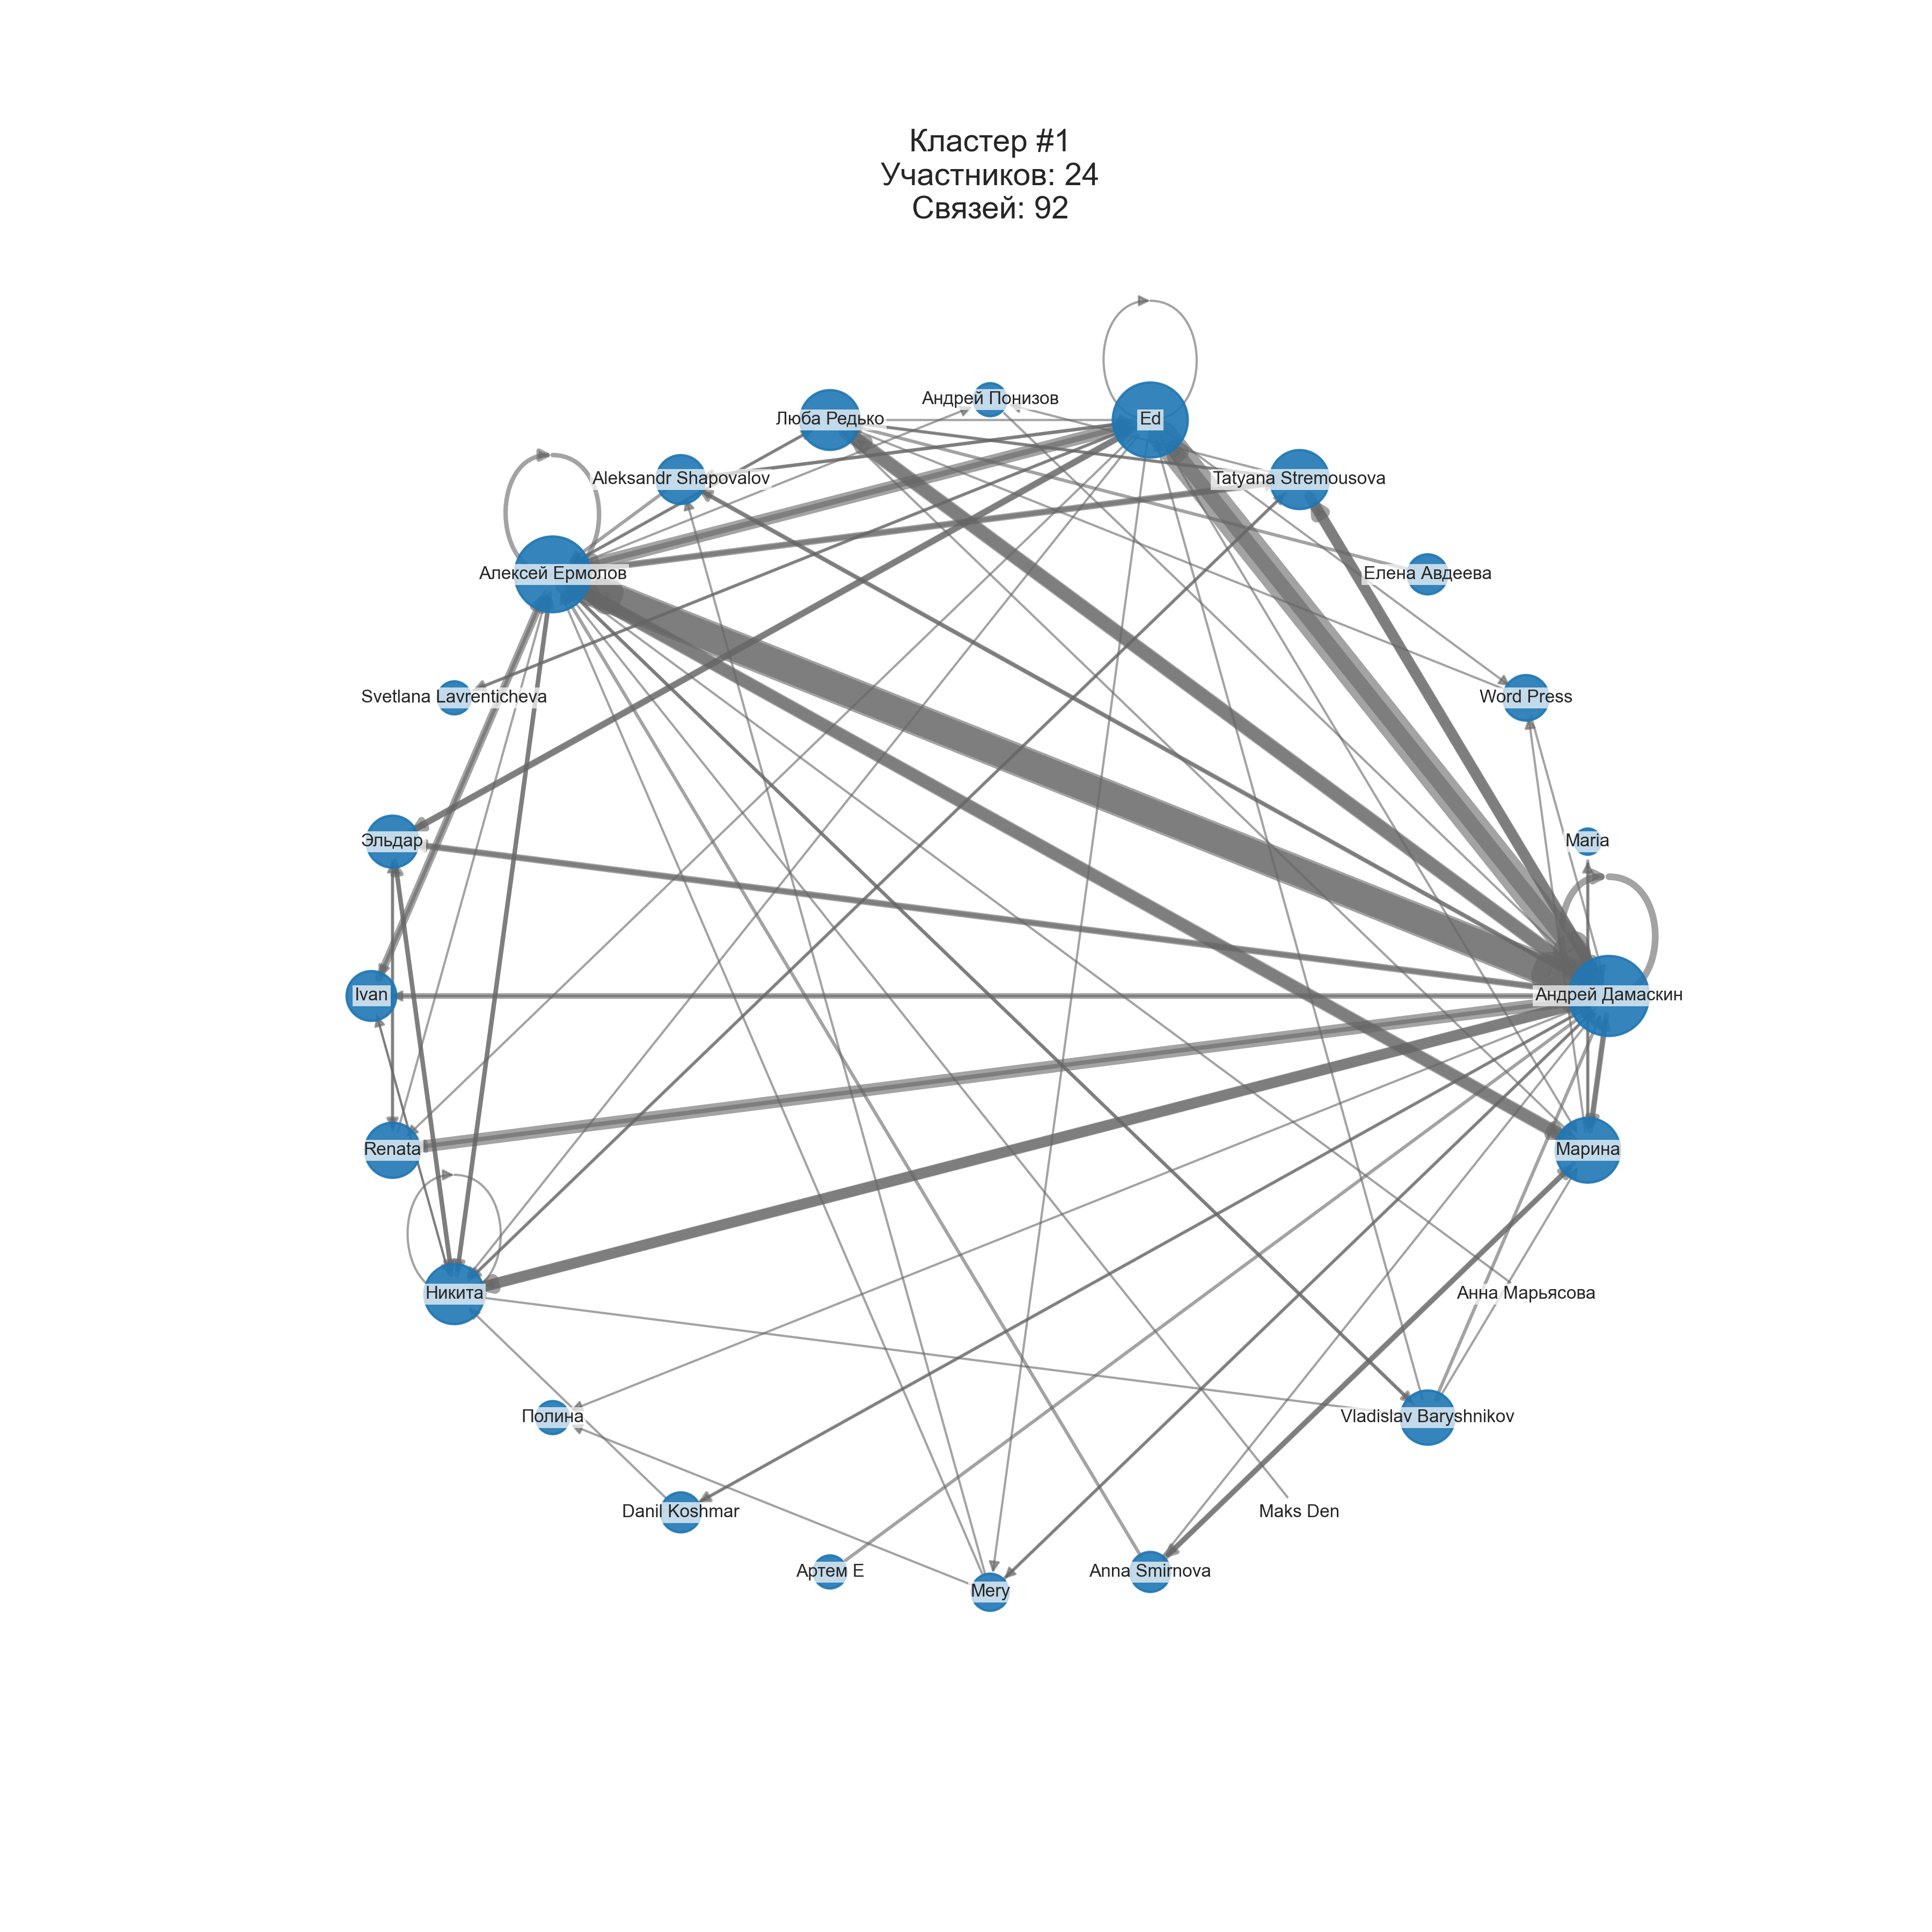 Кластер #1
Участников: 24
Связей: 92
Андрей Понизов
Люба Редько
Ed
Aleksandr Shapovalov
Tatyana Stremousova
Алексей Ермолов
Елена Авдеева
Svetlana Lavrenticheva
Word Press
Эльдар
Maria
Ivan
Андрей Дамаскин
Renata
Марина
Никита
Анна Марьясова
Полина
Vladislav Baryshnikov
Danil Koshmar
Maks Den
Артем Е
Anna Smirnova
Mery